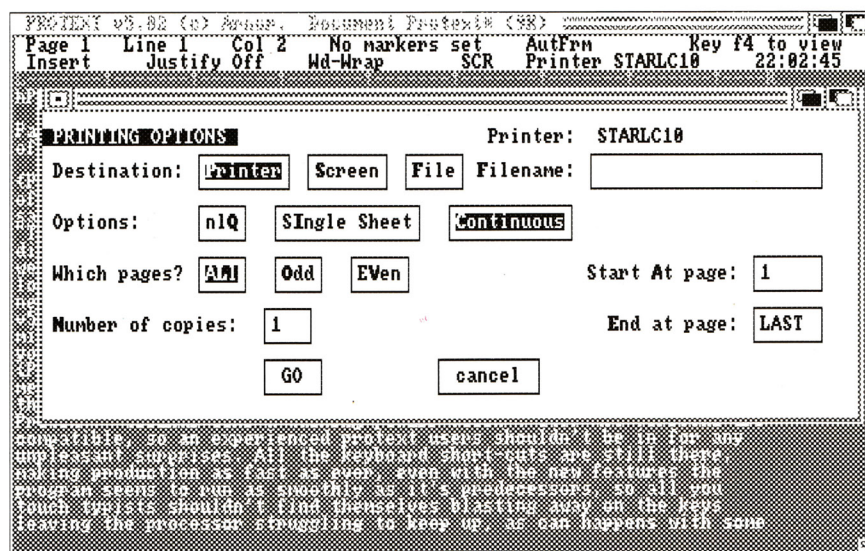 PROTEXT v5.02 (c) Arnor. Document Protext* (9K)
Page 1 Line 1 Col 2 No markers set AutFrm Key f4 to view
Insert Justify Off Wd-Wrap SCR Printer STARLC10 22:02:45
PRINTING OPTIONS Printer: STARLC10
Destination: Printer Screen File Filename:
Options: nlQ SIngle Sheet Continuous
Which pages? ALl Odd EVen Start At page: 1
Number of copies: 1 End at page: LAST
GO cancel
compatible, so an experienced protext users shouldn't be in for any
unpleasant surprises. All the keyboard short-cuts are still there,
making production as fast as ever, even with the new features the
program seems to run as smoothly as it's predecessors, so all you
touch typists shouldn't find themselves blasting away on the keys
leaving the processor struggling to keep up, as can happens with some